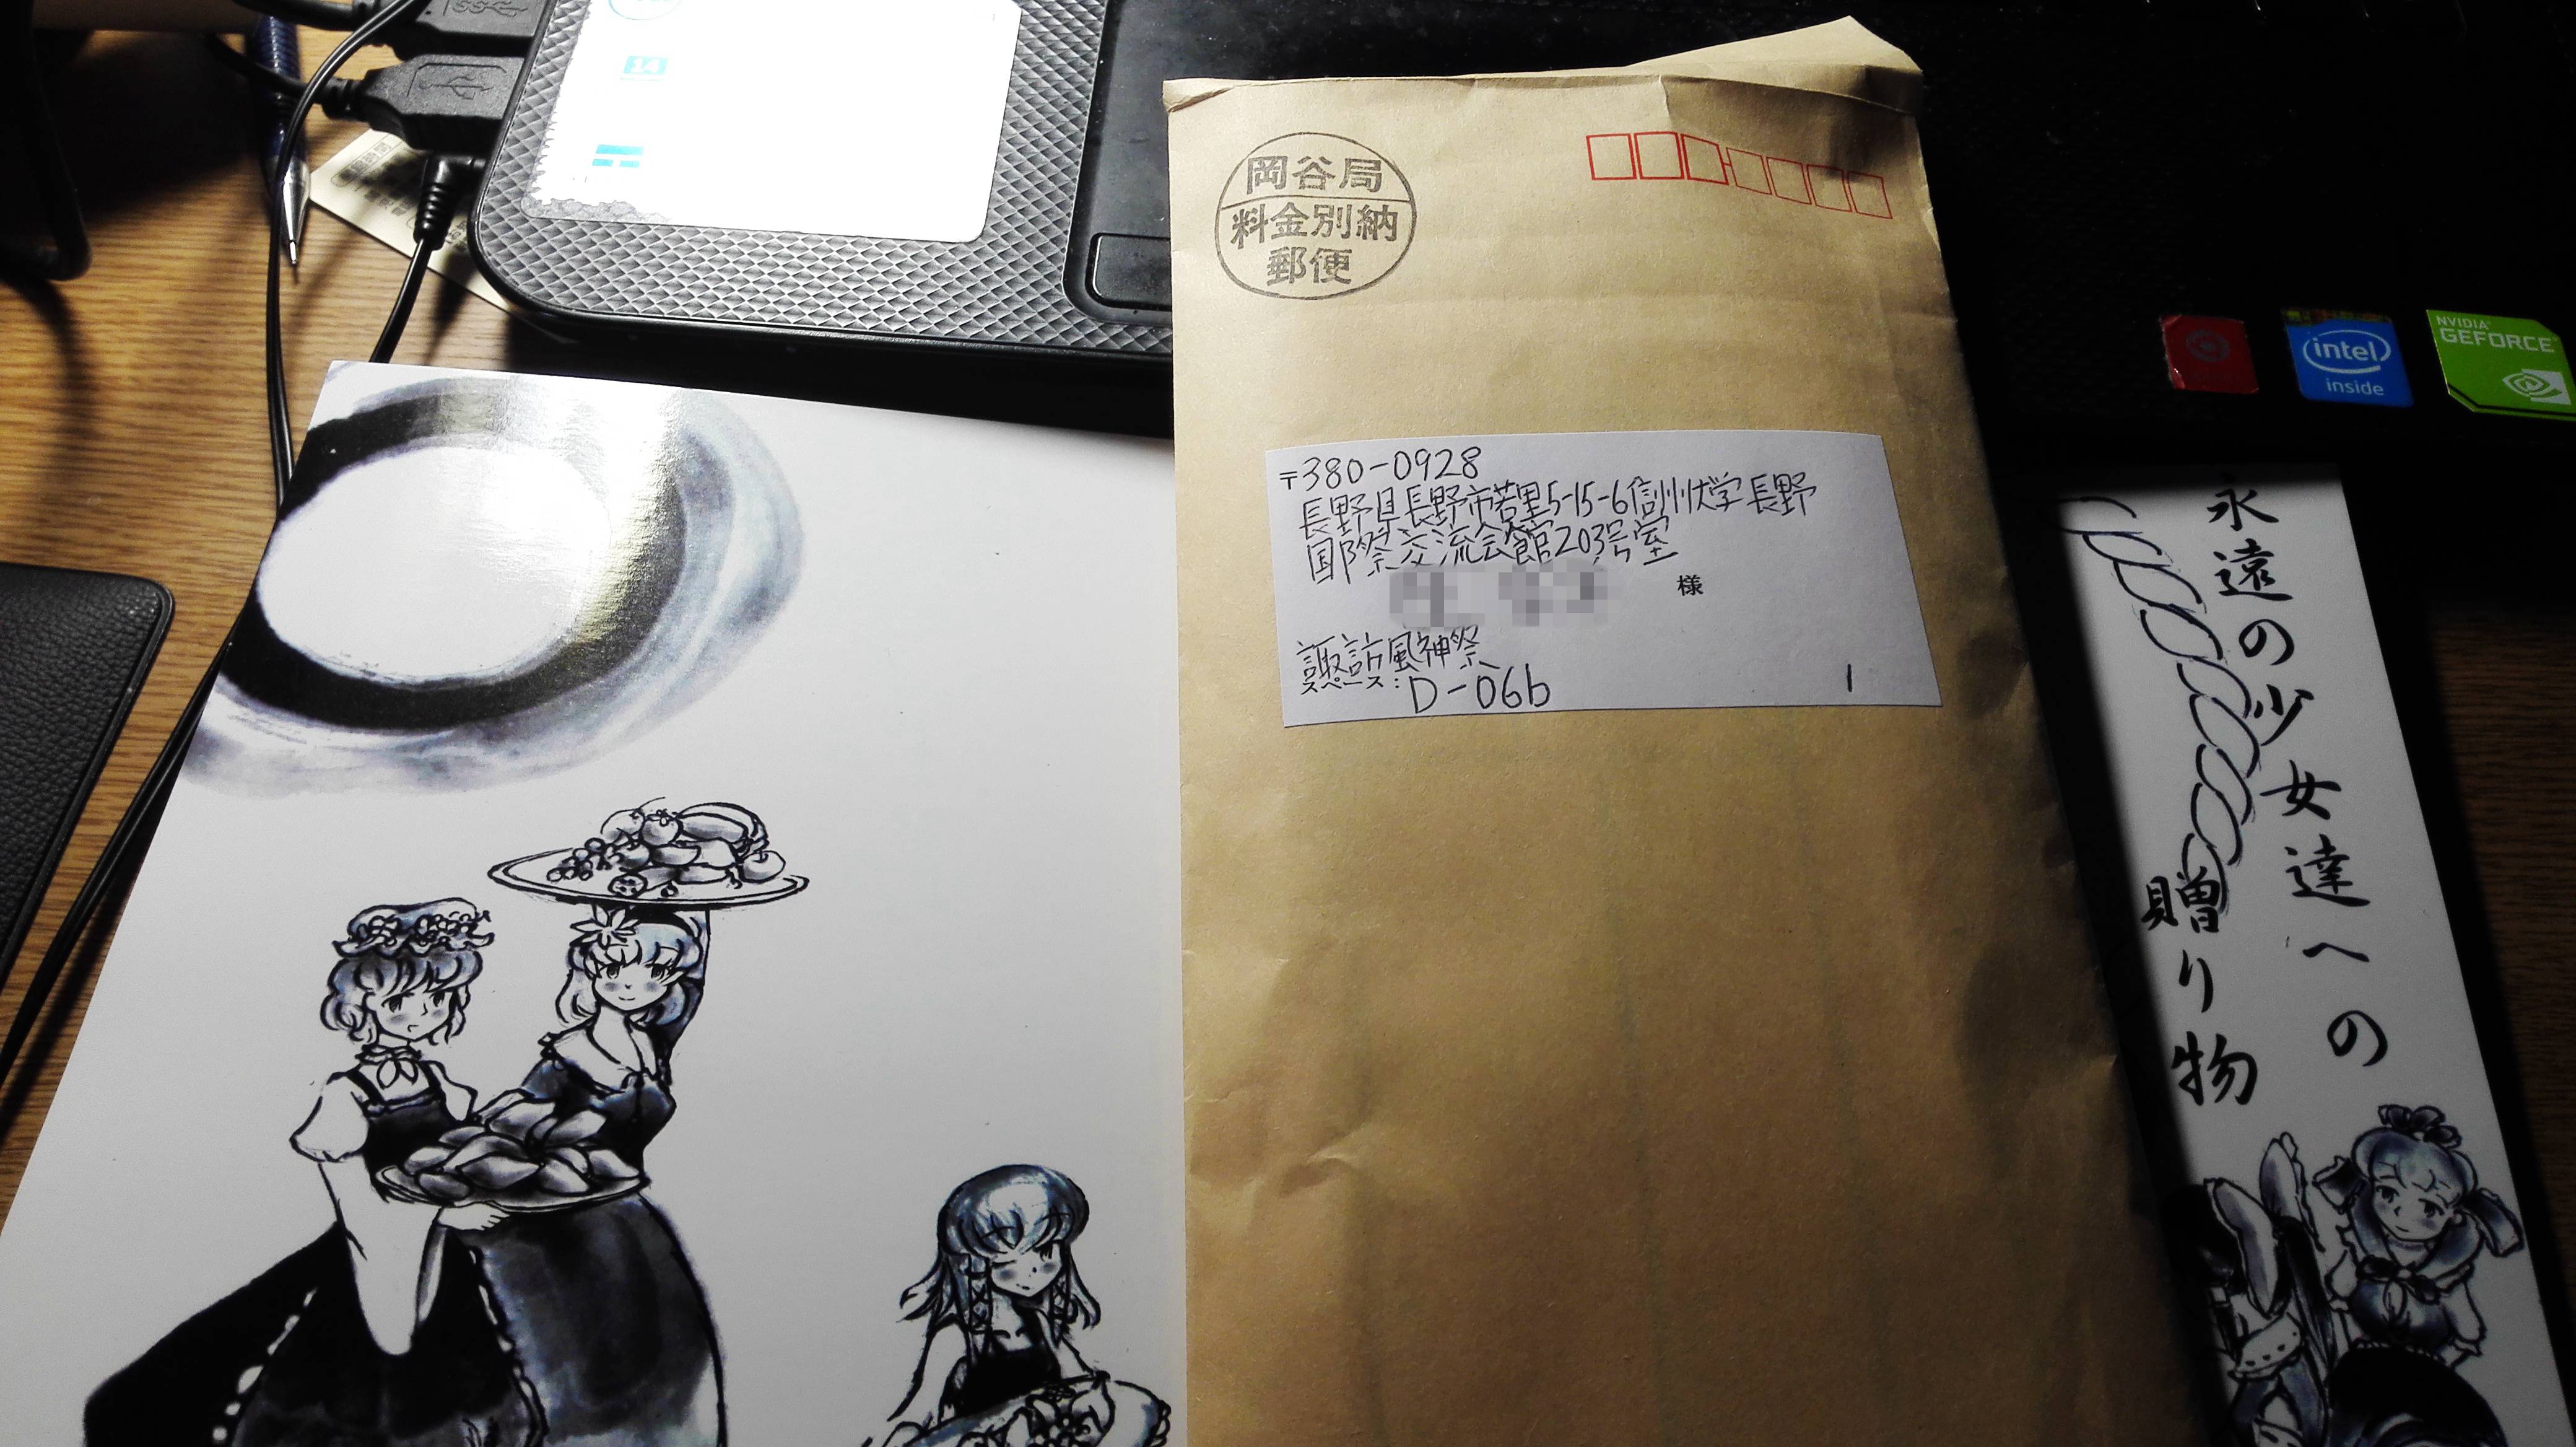 岡谷局
料金別納
郵便
〒380-0928
長野県長野市若里5-15-6信州大学長野
国際交流会館203号室
様
諏訪風神祭
スペース:D-06b
1
永遠の少女達への
贈り物
intel
inside
NVIDIA
GEFORCE
14